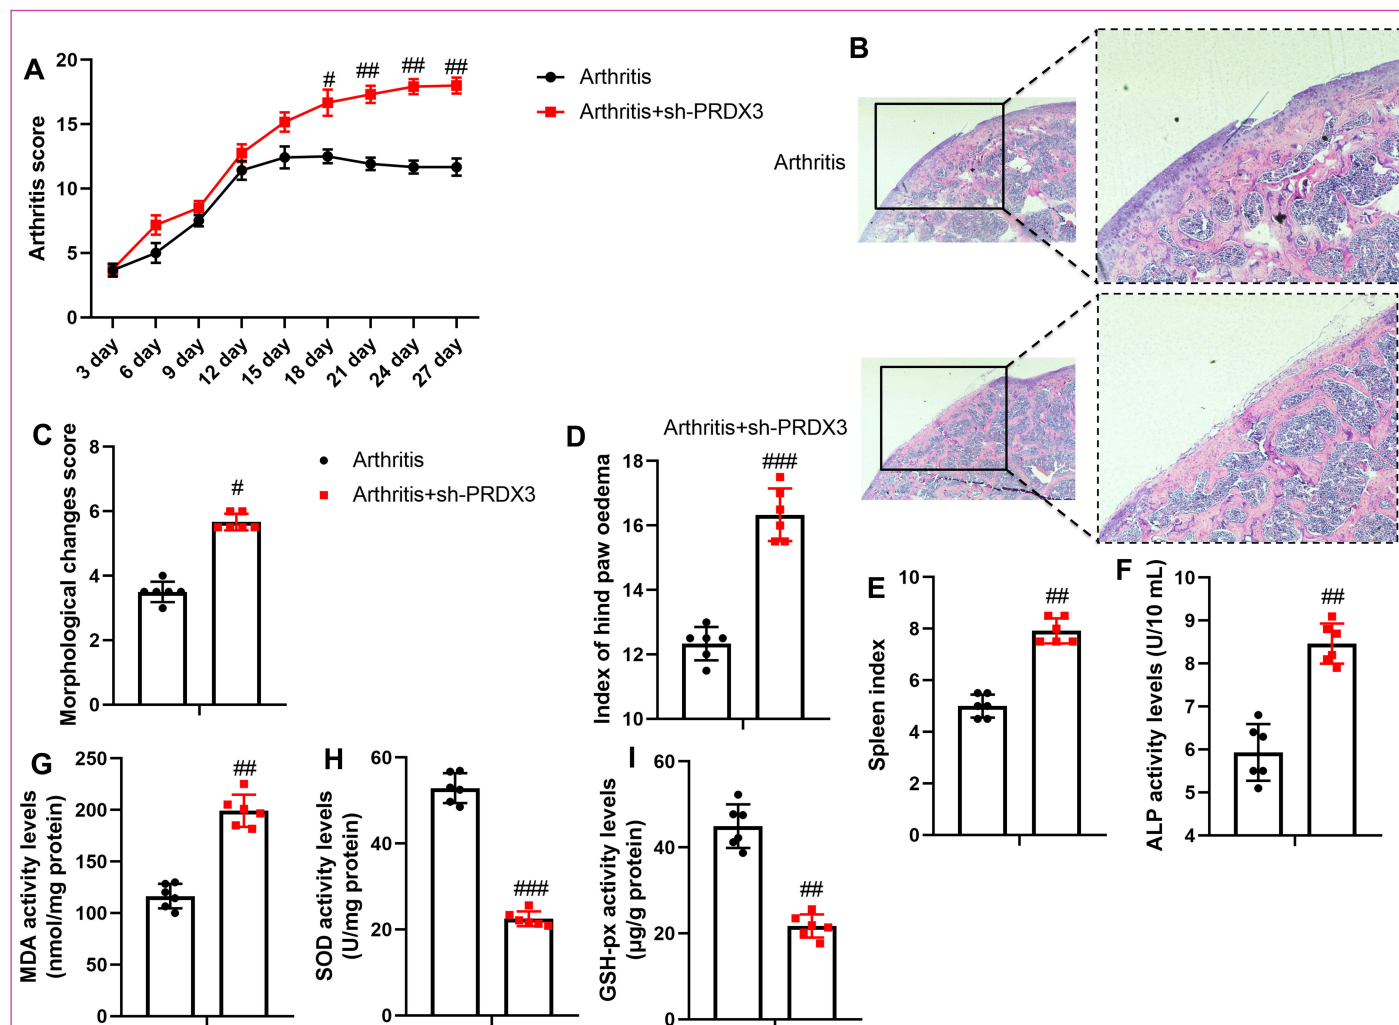 A
Arthritis score
20
15
10
5
0
3 day
6 day
9 day
12 day
15 day
18 day
21 day
24 day
27 day
#
##
##
##
Arthritis
Arthritis+sh-PRDX3
B
Arthritis
Arthritis+sh-PRDX3
C
Morphological changes score
8
6
4
2
0
#
Arthritis
Arthritis+sh-PRDX3
D
Index of hind paw oedema
18
16
14
12
10
###
E
Spleen index
10
8
6
4
2
0
##
F
ALP activity levels (U/10 mL)
10
9
8
7
6
5
4
##
G
MDA activity levels
(nmol/mg protein)
250
200
150
100
50
0
##
H
SOD activity levels
(U/mg protein)
60
40
20
0
###
I
GSH-px activity levels
(µg/g protein)
60
40
20
0
##